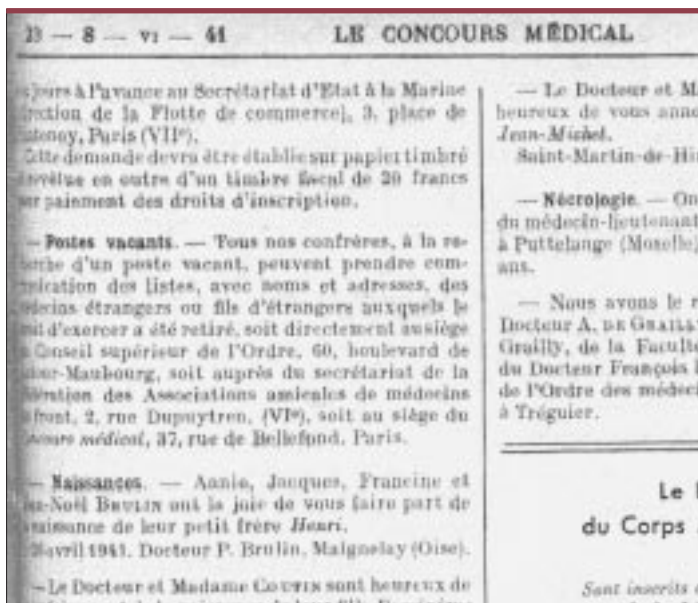 — 8 — VI — 41
LE CONCOURS MÉDICAL
à l'avance au Secrétariat d'Etat à la Marine
de la Flotte de commerce), 3, place de
Paris (VIIe).
Cette demande devra être établie sur papier timbré
en outre d'un timbre fiscal de 20 francs
paiement des droits d'inscription.
— Postes vacants. — Tous nos confrères, à la re-
cherche d'un poste vacant, peuvent prendre com-
munication des listes, avec noms et adresses, des
médecins étrangers ou fils d'étrangers auxquels le
d'exercer a été retiré, soit directement au siège
Conseil supérieur de l'Ordre, 60, boulevard de
-Maubourg, soit auprès du secrétariat de la
des Associations amicales de médecins
front, 2, rue Dupuytren, (VIe), soit au siège du
médical, 37, rue de Bellefond, Paris.
— Naissances. — Annie, Jacques, Francine et
-Noël BRULIN ont la joie de vous faire part de
naissance de leur petit frère Henri.
avril 1941. Docteur P. Brulin, Maignelay (Oise).
— Le Docteur et Madame COUTIN sont heureux de
— Le Docteur et M
heureux de vous anno
Jean-Michel.
Saint-Martin-de-Hi
— Nécrologie. — On
du médecin-lieutenant
à Puttelange (Moselle)
ans.
— Nous avons le r
Docteur A. DE GRAILLY
Grailly, de la Faculté
du Docteur François
de l'Ordre des médeci
à Tréguier.
Le
du Corps
Sont inscrits